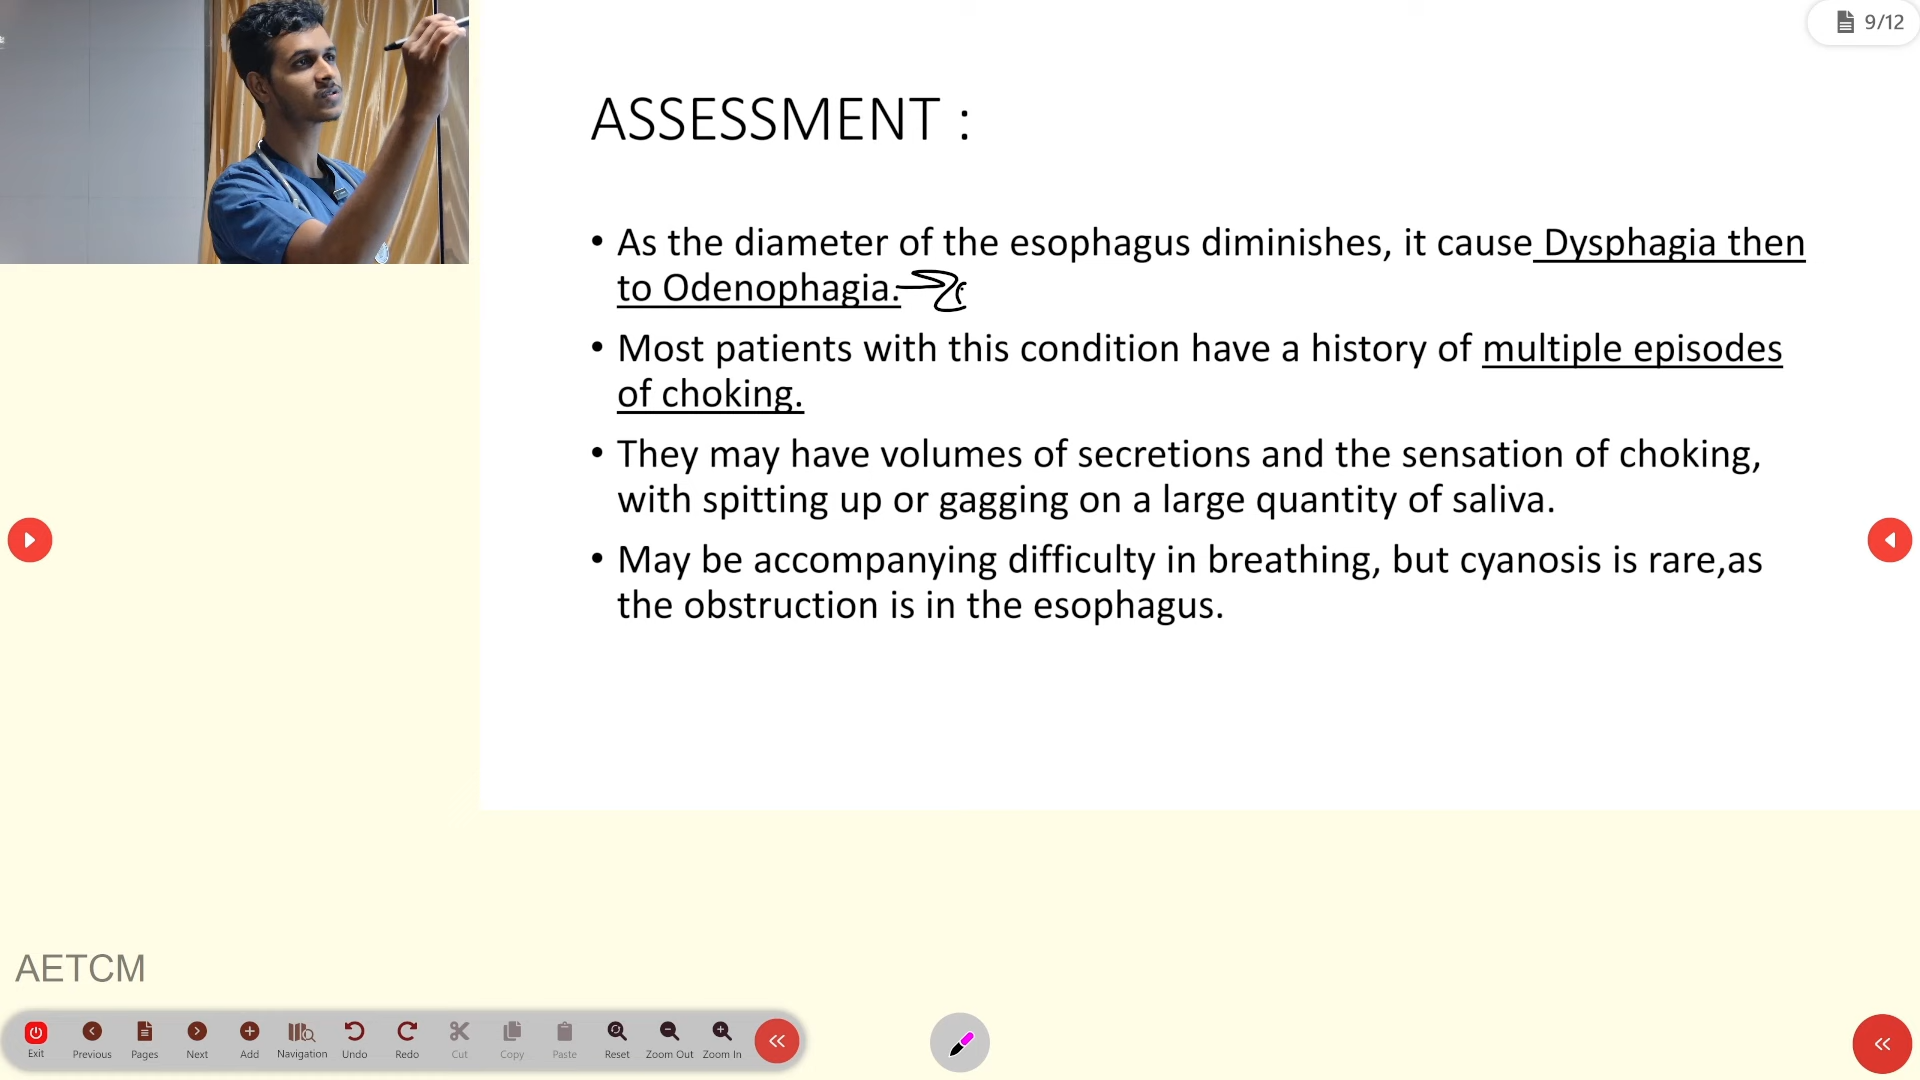 9/12
ASSESSMENT :
• As the diameter of the esophagus diminishes, it cause Dysphagia then
to Odenophagia.
• Most patients with this condition have a history of multiple episodes
of choking.
• They may have volumes of secretions and the sensation of choking,
with spitting up or gagging on a large quantity of saliva.
• May be accompanying difficulty in breathing, but cyanosis is rare,as
the obstruction is in the esophagus.
AETCM
Exit Previous Pages Next Add Navigation Undo Redo Cut Copy Paste Reset Zoom Out Zoom In